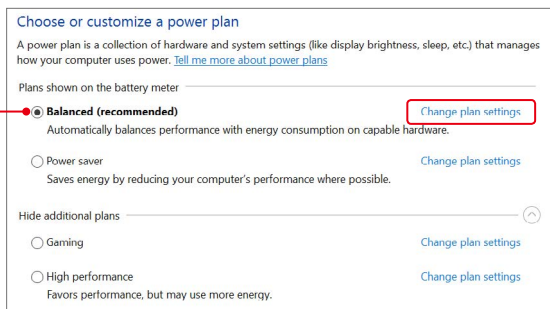 Choose or customize a power plan
A power plan is a collection of hardware and system settings (like display brightness, sleep, etc.) that manages
how your computer uses power. Tell me more about power plans
Plans shown on the battery meter
Balanced (recommended) Change plan settings
Automatically balances performance with energy consumption on capable hardware.
Power saver Change plan settings
Saves energy by reducing your computer's performance where possible.
Hide additional plans
Gaming Change plan settings
High performance Change plan settings
Favors performance, but may use more energy.